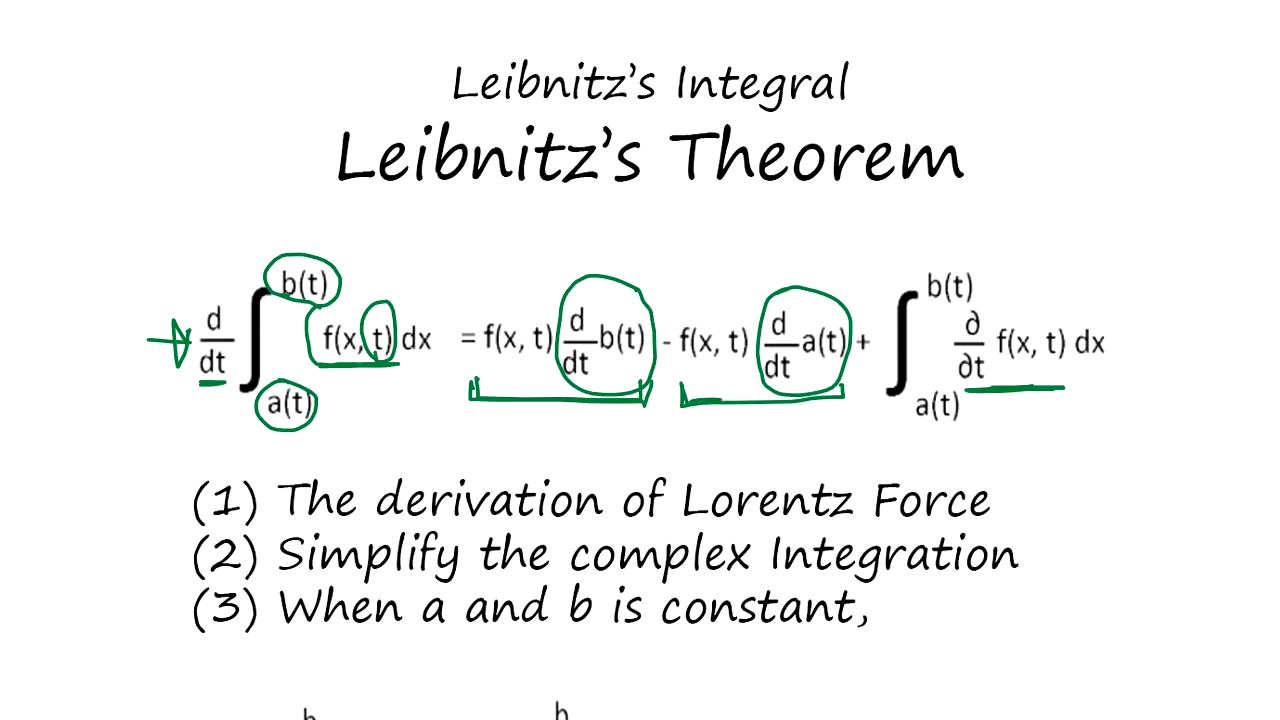 Leibnitz's Integral
Leibnitz's Theorem
d/dt ∫_{a(t)}^{b(t)} f(x, t) dx = f(x, t) d/dt b(t) - f(x, t) d/dt a(t) + ∫_{a(t)}^{b(t)} ∂/∂t f(x, t) dx
(1) The derivation of Lorentz Force
(2) Simplify the complex Integration
(3) When a and b is constant,